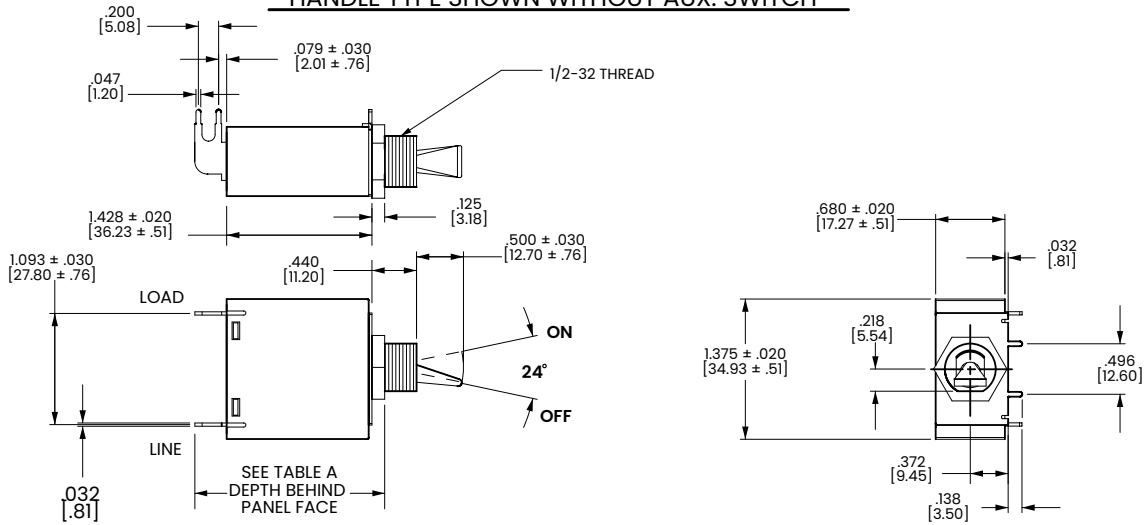 HANDLE TYPE SHOWN WITHOUT AUX. SWITCH
.200
[5.08]
.079 ± .030
[2.01 ± .76]
.047
[1.20]
1/2-32 THREAD
1.428 ± .020
[36.23 ± .51]
.125
[3.18]
.680 ± .020
[17.27 ± .51]
1.093 ± .030
[27.80 ± .76]
.440
[11.20]
.500 ± .030
[12.70 ± .76]
.032
[.81]
LOAD
ON
24°
OFF
.218
[5.54]
1.375 ± .020
[34.93 ± .51]
.496
[12.60]
LINE
SEE TABLE A
DEPTH BEHIND
PANEL FACE
.032
[.81]
.372
[9.45]
.138
[3.50]